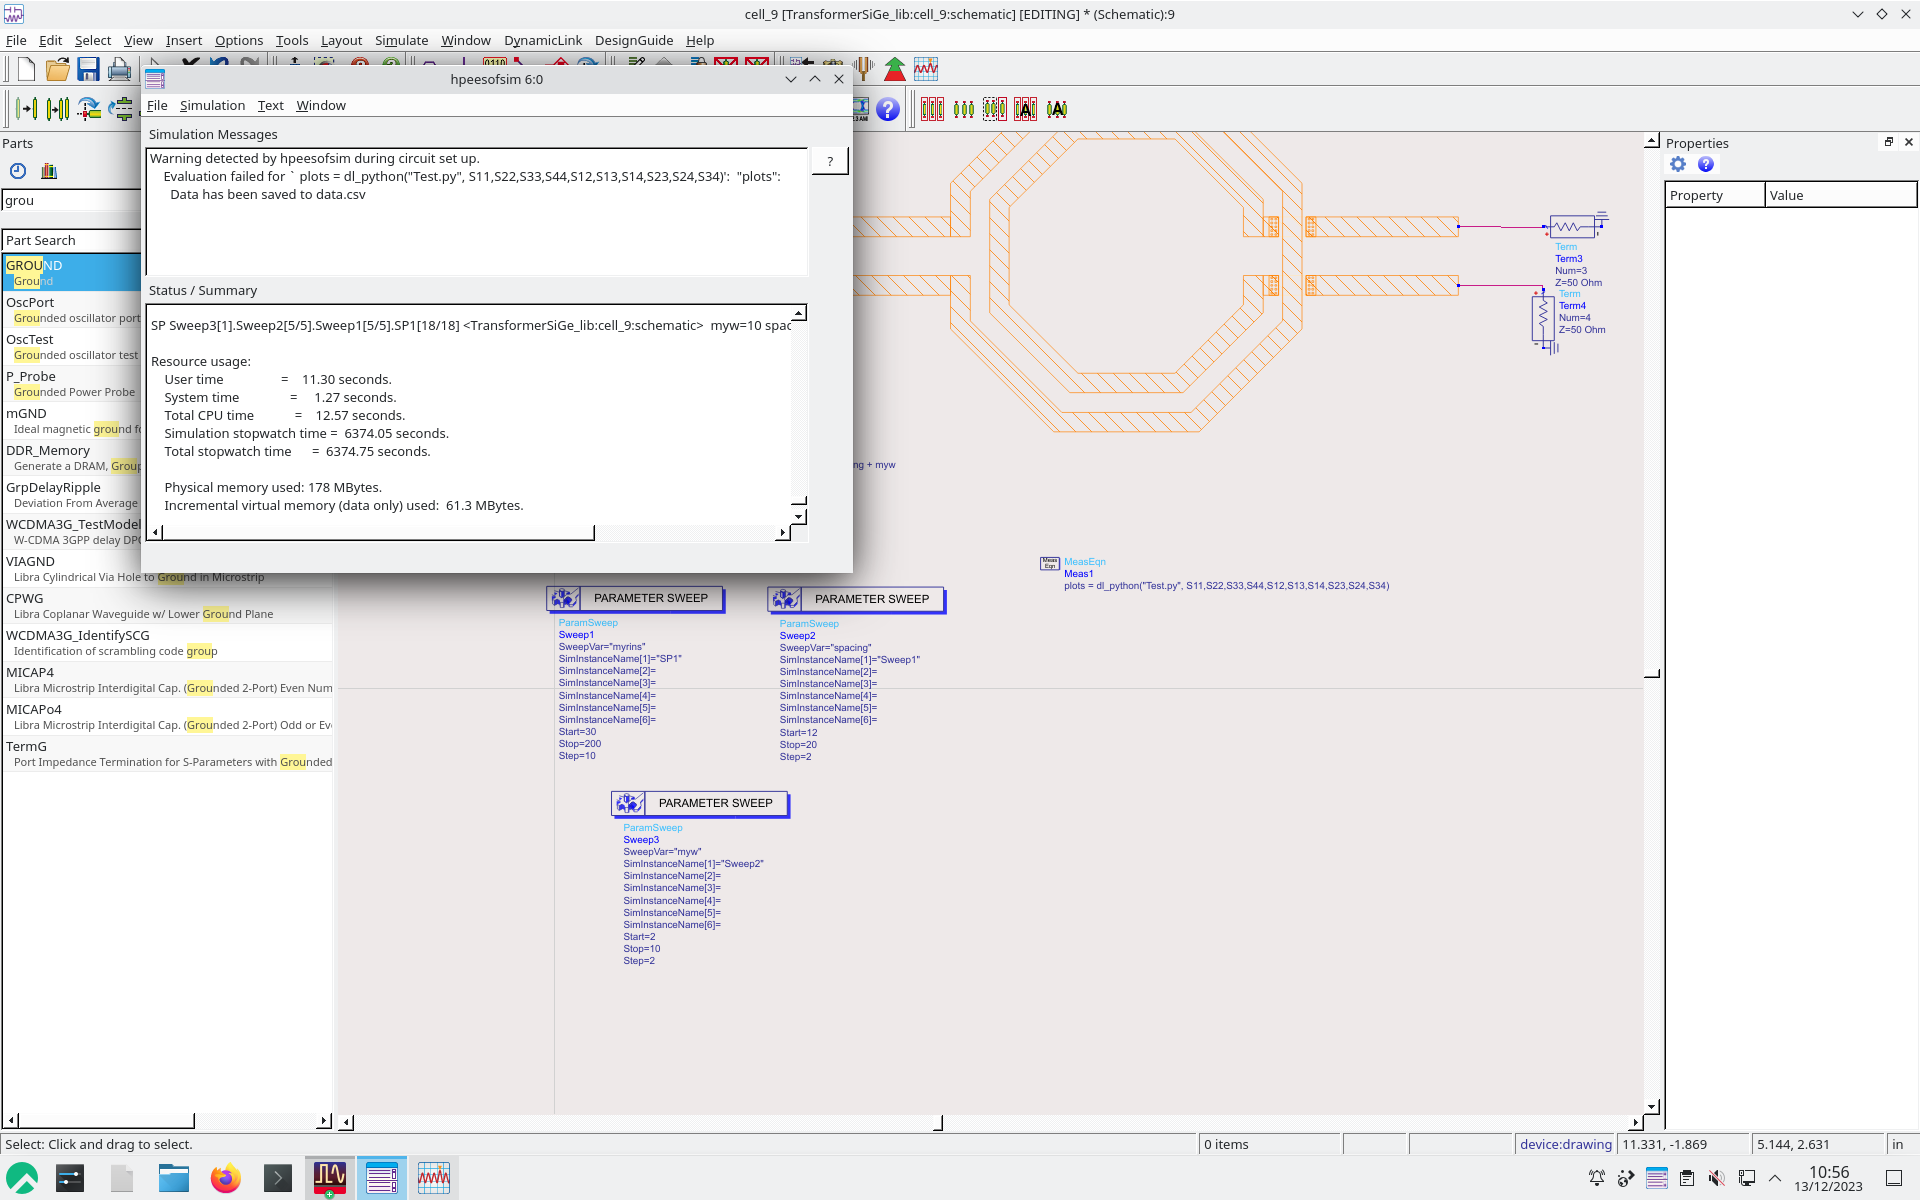 cell_9 [TransformerSiGe_lib:cell_9:schematic] [EDITING] * (Schematic):9
File Edit Select View Insert Options Tools Layout Simulate Window DynamicLink DesignGuide Help
hpeesofsim 6:0
File Simulation Text Window
Simulation Messages
Warning detected by hpeesofsim during circuit set up.
Evaluation failed for ` plots = dl_python("Test.py", S11,S22,S33,S44,S12,S13,S14,S23,S24,S34)': "plots":
Data has been saved to data.csv
?
Status / Summary
SP Sweep3[1].Sweep2[5/5].Sweep1[5/5].SP1[18/18] <TransformerSiGe_lib:cell_9:schematic> myw=10 spac
Resource usage:
User time = 11.30 seconds.
System time = 1.27 seconds.
Total CPU time = 12.57 seconds.
Simulation stopwatch time = 6374.05 seconds.
Total stopwatch time = 6374.75 seconds.
Physical memory used: 178 MBytes.
Incremental virtual memory (data only) used: 61.3 MBytes.
Parts
grou
Part Search
GROUND
Ground
OscPort
Grounded oscillator port
OscTest
Grounded oscillator test
P_Probe
Grounded Power Probe
mGND
Ideal magnetic ground fo
DDR_Memory
Generate a DRAM, Group
GrpDelayRipple
Deviation From Average
WCDMA3G_TestModel
W-CDMA 3GPP delay DPC
VIAGND
Libra Cylindrical Via Hole to Ground in Microstrip
CPWG
Libra Coplanar Waveguide w/ Lower Ground Plane
WCDMA3G_IdentifySCG
Identification of scrambling code group
MICAP4
Libra Microstrip Interdigital Cap. (Grounded 2-Port) Even Num
MICAPo4
Libra Microstrip Interdigital Cap. (Grounded 2-Port) Odd or Eve
TermG
Port Impedance Termination for S-Parameters with Grounded
Term
Term3
Num=3
Z=50 Ohm
Term
Term4
Num=4
Z=50 Ohm
ng + myw
Meas
Eqn
MeasEqn
Meas1
plots = dl_python("Test.py", S11,S22,S33,S44,S12,S13,S14,S23,S24,S34)
PARAMETER SWEEP
ParamSweep
Sweep1
SweepVar="myrins"
SimInstanceName[1]="SP1"
SimInstanceName[2]=
SimInstanceName[3]=
SimInstanceName[4]=
SimInstanceName[5]=
SimInstanceName[6]=
Start=30
Stop=200
Step=10
PARAMETER SWEEP
ParamSweep
Sweep2
SweepVar="spacing"
SimInstanceName[1]="Sweep1"
SimInstanceName[2]=
SimInstanceName[3]=
SimInstanceName[4]=
SimInstanceName[5]=
SimInstanceName[6]=
Start=12
Stop=20
Step=2
PARAMETER SWEEP
ParamSweep
Sweep3
SweepVar="myw"
SimInstanceName[1]="Sweep2"
SimInstanceName[2]=
SimInstanceName[3]=
SimInstanceName[4]=
SimInstanceName[5]=
SimInstanceName[6]=
Start=2
Stop=10
Step=2
Properties
Property Value
Select: Click and drag to select.
0 items
device:drawing
11.331, -1.869
5.144, 2.631
in
10:56
13/12/2023